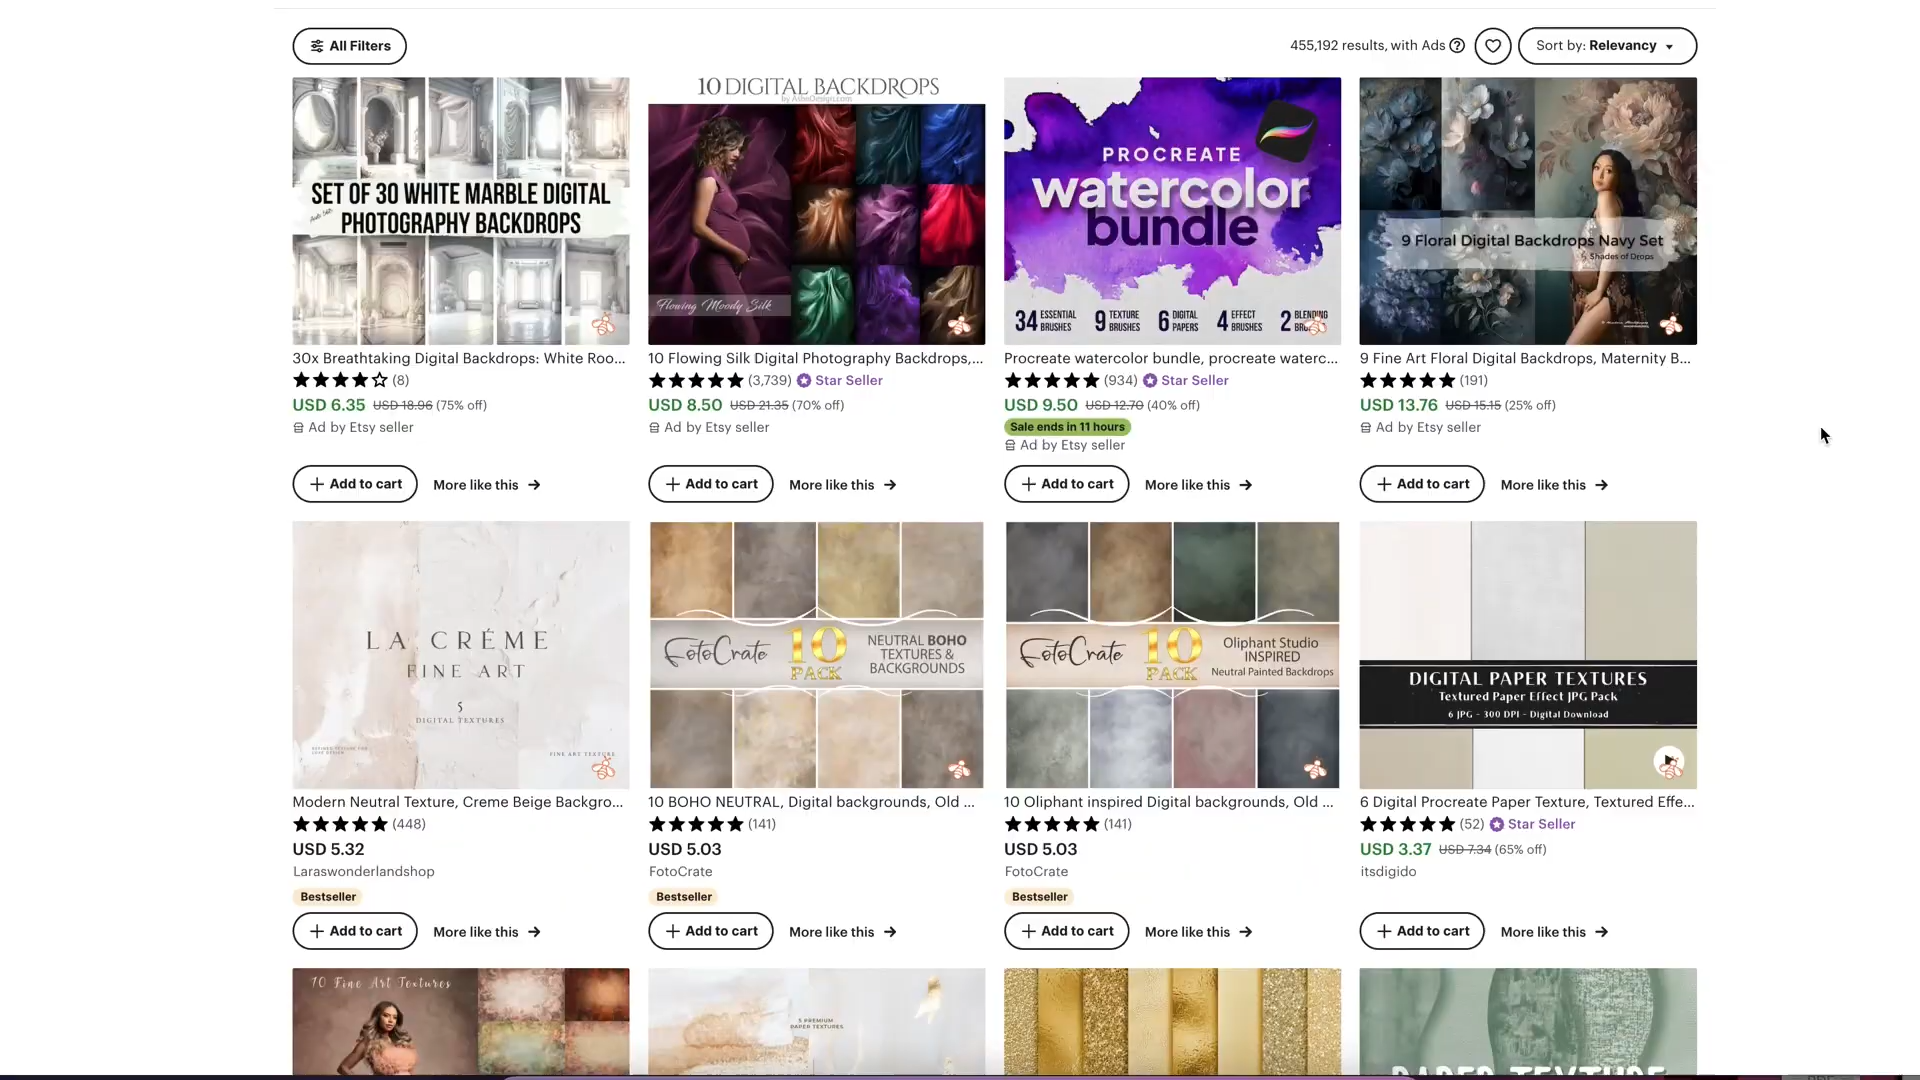 All Filters
455,192 results, with Ads
Sort by: Relevancy
SET OF 30 WHITE MARBLE DIGITAL
PHOTOGRAPHY BACKDROPS
10 DIGITAL BACKDROPS
Flowing Moody Silk
PROCREATE
watercolor
bundle
34 ESSENTIAL BRUSHES
9 TEXTURE BRUSHES
6 DIGITAL PAPERS
4 EFFECT BRUSHES
2 BLENDING
9 Floral Digital Backdrops Navy Set
Shades of Drops
30x Breathtaking Digital Backdrops: White Roo...
(8)
USD 6.35 USD 18.96 (75% off)
Ad by Etsy seller
10 Flowing Silk Digital Photography Backdrops,...
(3,739) Star Seller
USD 8.50 USD 21.35 (70% off)
Ad by Etsy seller
Procreate watercolor bundle, procreate waterc...
(934) Star Seller
USD 9.50 USD 12.70 (40% off)
Sale ends in 11 hours
Ad by Etsy seller
9 Fine Art Floral Digital Backdrops, Maternity B...
(191)
USD 13.76 USD 15.15 (25% off)
Ad by Etsy seller
+ Add to cart More like this →
+ Add to cart More like this →
+ Add to cart More like this →
+ Add to cart More like this →
LA CRÉME
FINE ART
5
DIGITAL TEXTURES
FINE ART TEXTURE
FotoCrate
10
PACK
NEUTRAL BOHO
TEXTURES &
BACKGROUNDS
FotoCrate
10
PACK
Oliphant Studio
INSPIRED
Neutral Painted Backdrops
DIGITAL PAPER TEXTURES
Textured Paper Effect JPG Pack
6 JPG - 300 DPI - Digital Download
Modern Neutral Texture, Creme Beige Backgro...
(448)
USD 5.32
Laraswonderlandshop
Bestseller
10 BOHO NEUTRAL, Digital backgrounds, Old ...
(141)
USD 5.03
FotoCrate
Bestseller
10 Oliphant inspired Digital backgrounds, Old ...
(141)
USD 5.03
FotoCrate
Bestseller
6 Digital Procreate Paper Texture, Textured Effe...
(52) Star Seller
USD 3.37 USD 7.34 (65% off)
itsdigido
+ Add to cart More like this →
+ Add to cart More like this →
+ Add to cart More like this →
+ Add to cart More like this →
10 Fine Art Textures
5 PREMIUM
PAPER TEXTURES
PAPER TEXTURE